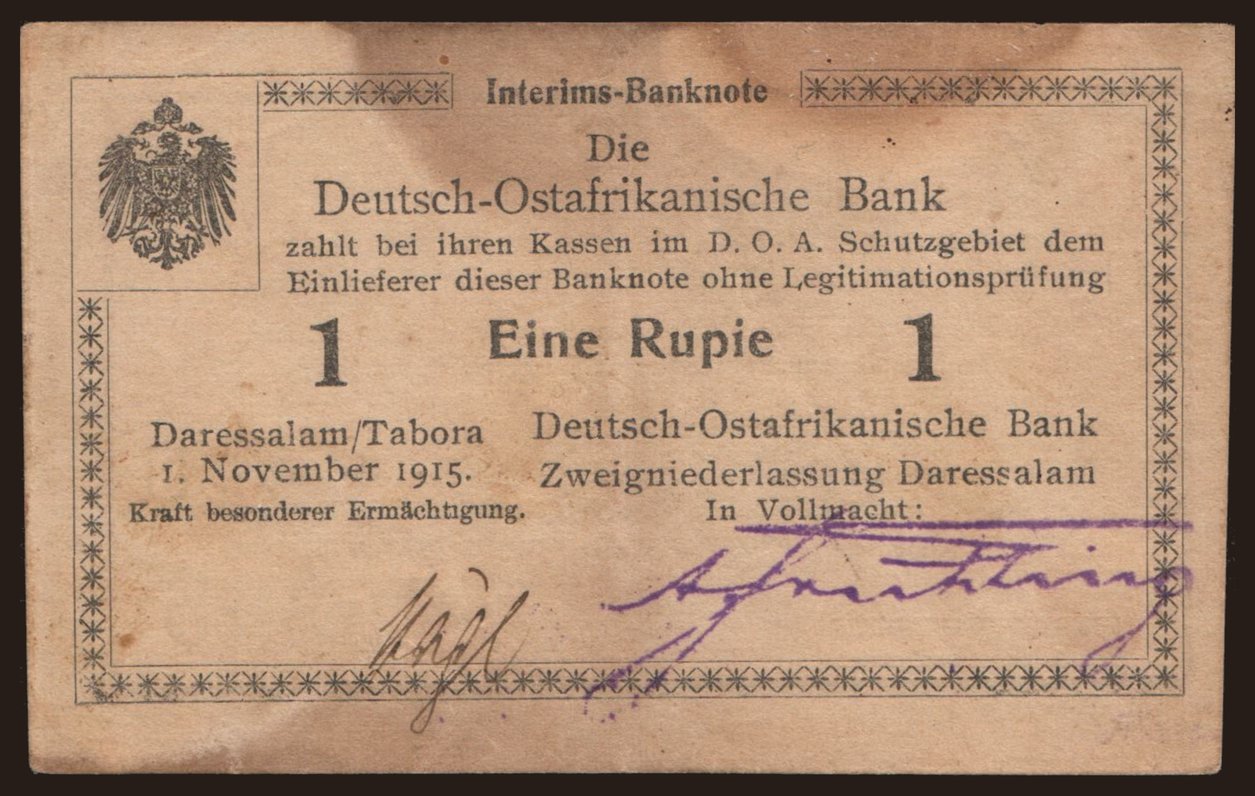 Interims-Banknote
Die
Deutsch-Ostafrikanische Bank
zahlt bei ihren Kassen im D. O. A. Schutzgebiet dem
Einlieferer dieser Banknote ohne Legitimationsprüfung
1 Eine Rupie 1
Daressalam/Tabora
1. November 1915.
Kraft besonderer Ermächtigung.
Deutsch-Ostafrikanische Bank
Zweigniederlassung Daressalam
In Vollmacht: